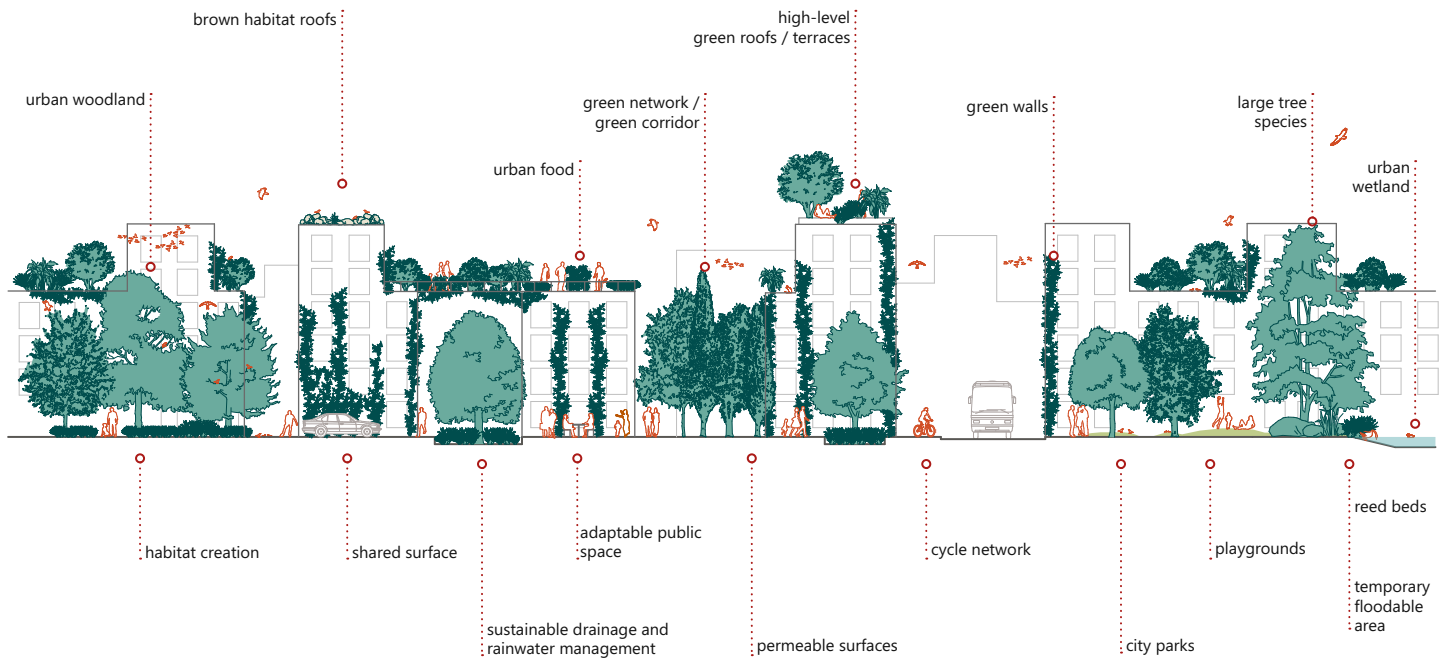 brown habitat roofs
high-level
green roofs / terraces
urban woodland
green network /
green corridor
green walls
large tree
species
urban food
urban
wetland
habitat creation
shared surface
adaptable public
space
cycle network
playgrounds
reed beds
sustainable drainage and
rainwater management
permeable surfaces
city parks
temporary
floodable
area